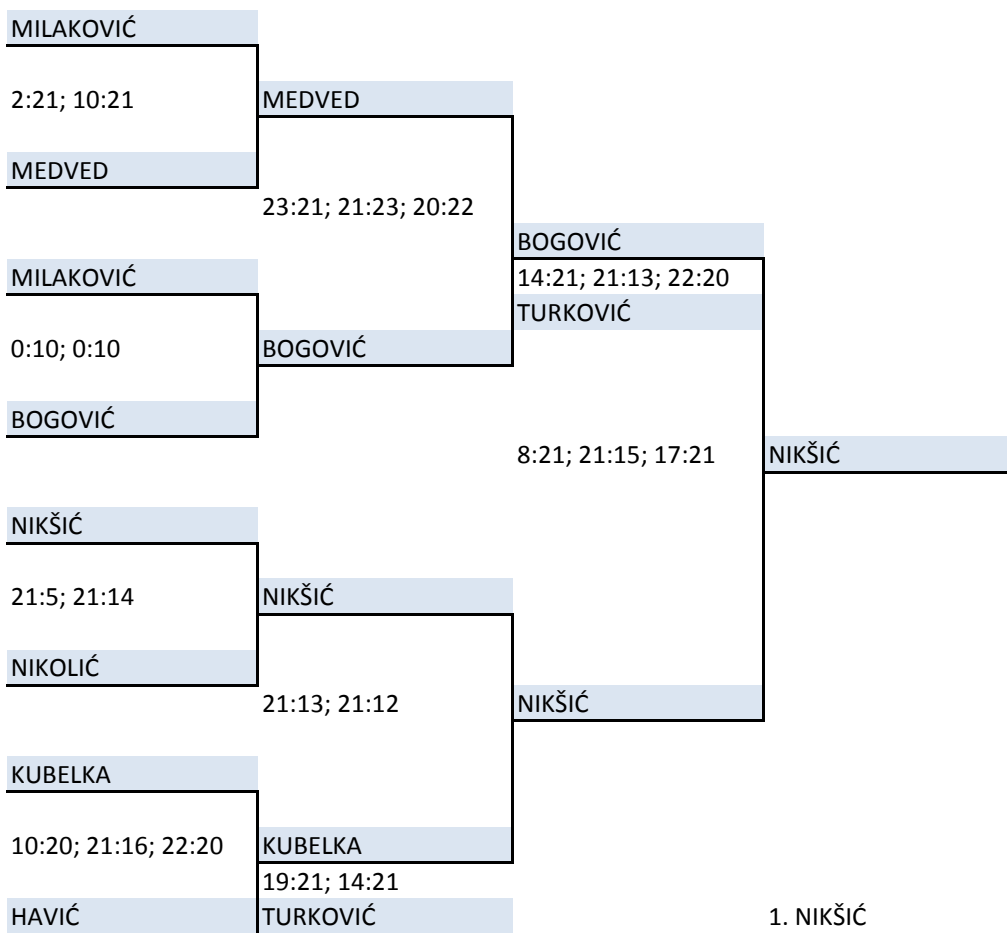 MILAKOVIĆ
2:21; 10:21
MEDVED
MEDVED
23:21; 21:23; 20:22
BOGOVIĆ
MILAKOVIĆ
14:21; 21:13; 22:20
TURKOVIĆ
0:10; 0:10
BOGOVIĆ
BOGOVIĆ
8:21; 21:15; 17:21
NIKŠIĆ
NIKŠIĆ
21:5; 21:14
NIKŠIĆ
NIKOLIĆ
21:13; 21:12
NIKŠIĆ
KUBELKA
10:20; 21:16; 22:20
KUBELKA
19:21; 14:21
HAVIĆ
TURKOVIĆ
1. NIKŠIĆ